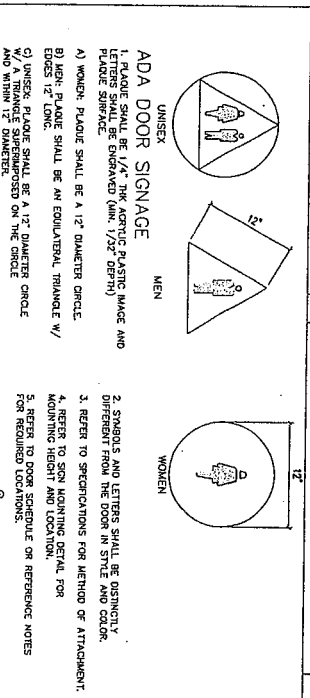 UNISEX
MEN
WOMEN
12"
12"
ADA DOOR SIGNAGE
1. PLAQUE SHALL BE 1/4" THK ACRYLIC PLASTIC IMAGE AND
LETTERS SHALL BE ENGRAVED (MIN. 1/32" DEPTH)
PLAQUE SURFACE.
A) WOMEN: PLAQUE SHALL BE A 12" DIAMETER CIRCLE.
B) MEN: PLAQUE SHALL BE AN EQUILATERAL TRIANGLE W/
EDGES 12" LONG.
C) UNISEX: PLAQUE SHALL BE A 12" DIAMETER CIRCLE
W/ A TRIANGLE SUPERIMPOSED ON THE CIRCLE
AND WITHIN 12" DIAMETER.
2. SYMBOLS AND LETTERS SHALL BE DISTINCTLY
DIFFERENT FROM THE DOOR IN STYLE AND COLOR.
3. REFER TO SPECIFICATIONS FOR METHOD OF ATTACHMENT.
4. REFER TO SIGN MOUNTING DETAIL FOR
MOUNTING HEIGHT AND LOCATION.
5. REFER TO DOOR SCHEDULE OR REFERENCE NOTES
FOR REQUIRED LOCATIONS.